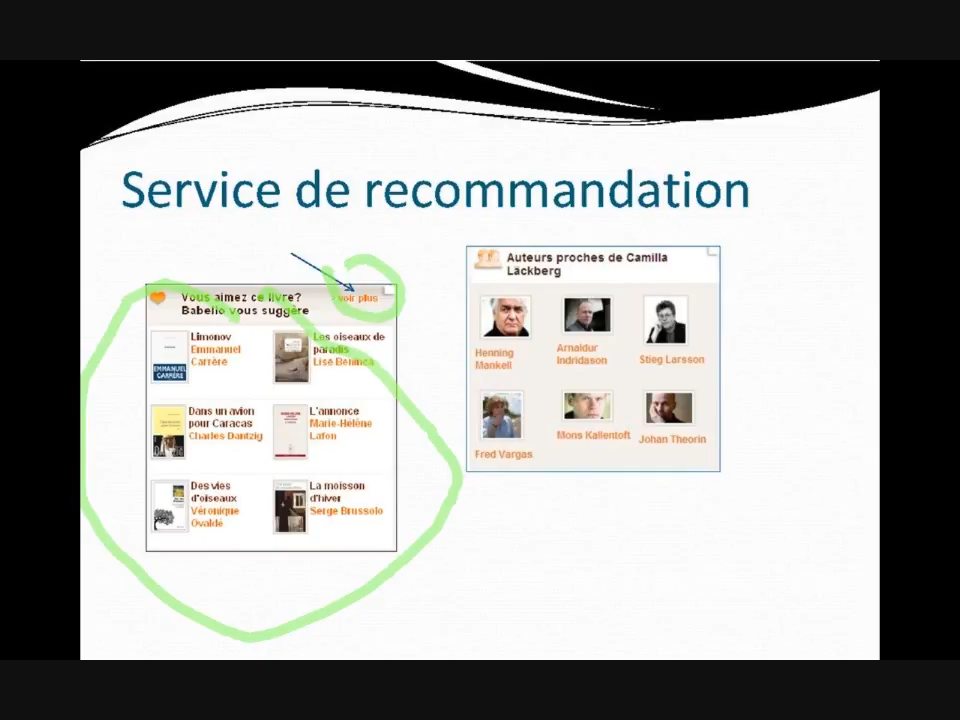 Service de recommandation
Vous aimez ce livre?
Babelio vous suggère
> voir plus
Limonov
Emmanuel
Carrère
EMMANUEL
CARRÈRE
Les oiseaux de
paradis
Lise Benincà
Dans un avion
pour Caracas
Charles Dantzig
L'annonce
Marie-Hélène
Lafon
Des vies
d'oiseaux
Véronique
Ovaldé
La moisson
d'hiver
Serge Brussolo
Auteurs proches de Camilla
Läckberg
Henning
Mankell
Arnaldur
Indridason
Stieg Larsson
Fred Vargas
Mons Kallentoft
Johan Theorin